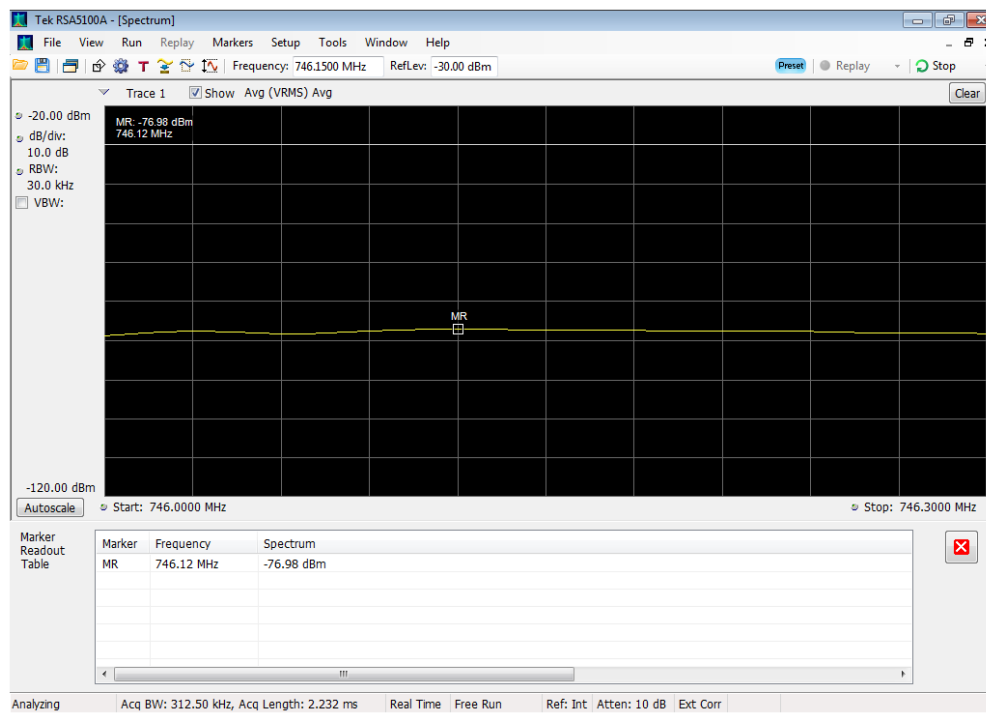 Tek RSA5100A - [Spectrum]
File View Run Replay Markers Setup Tools Window Help
T Frequency: 746.1500 MHz RefLev: -30.00 dBm Preset Replay Stop
Trace 1 Show Avg (VRMS) Avg Clear
-20.00 dBm
dB/div:
10.0 dB
RBW:
30.0 kHz
VBW:
MR: -76.98 dBm
746.12 MHz
MR
-120.00 dBm
Autoscale Start: 746.0000 MHz Stop: 746.3000 MHz
Marker
Readout
Table
Marker Frequency Spectrum
MR 746.12 MHz -76.98 dBm
Analyzing Acq BW: 312.50 kHz, Acq Length: 2.232 ms Real Time Free Run Ref: Int Atten: 10 dB Ext Corr